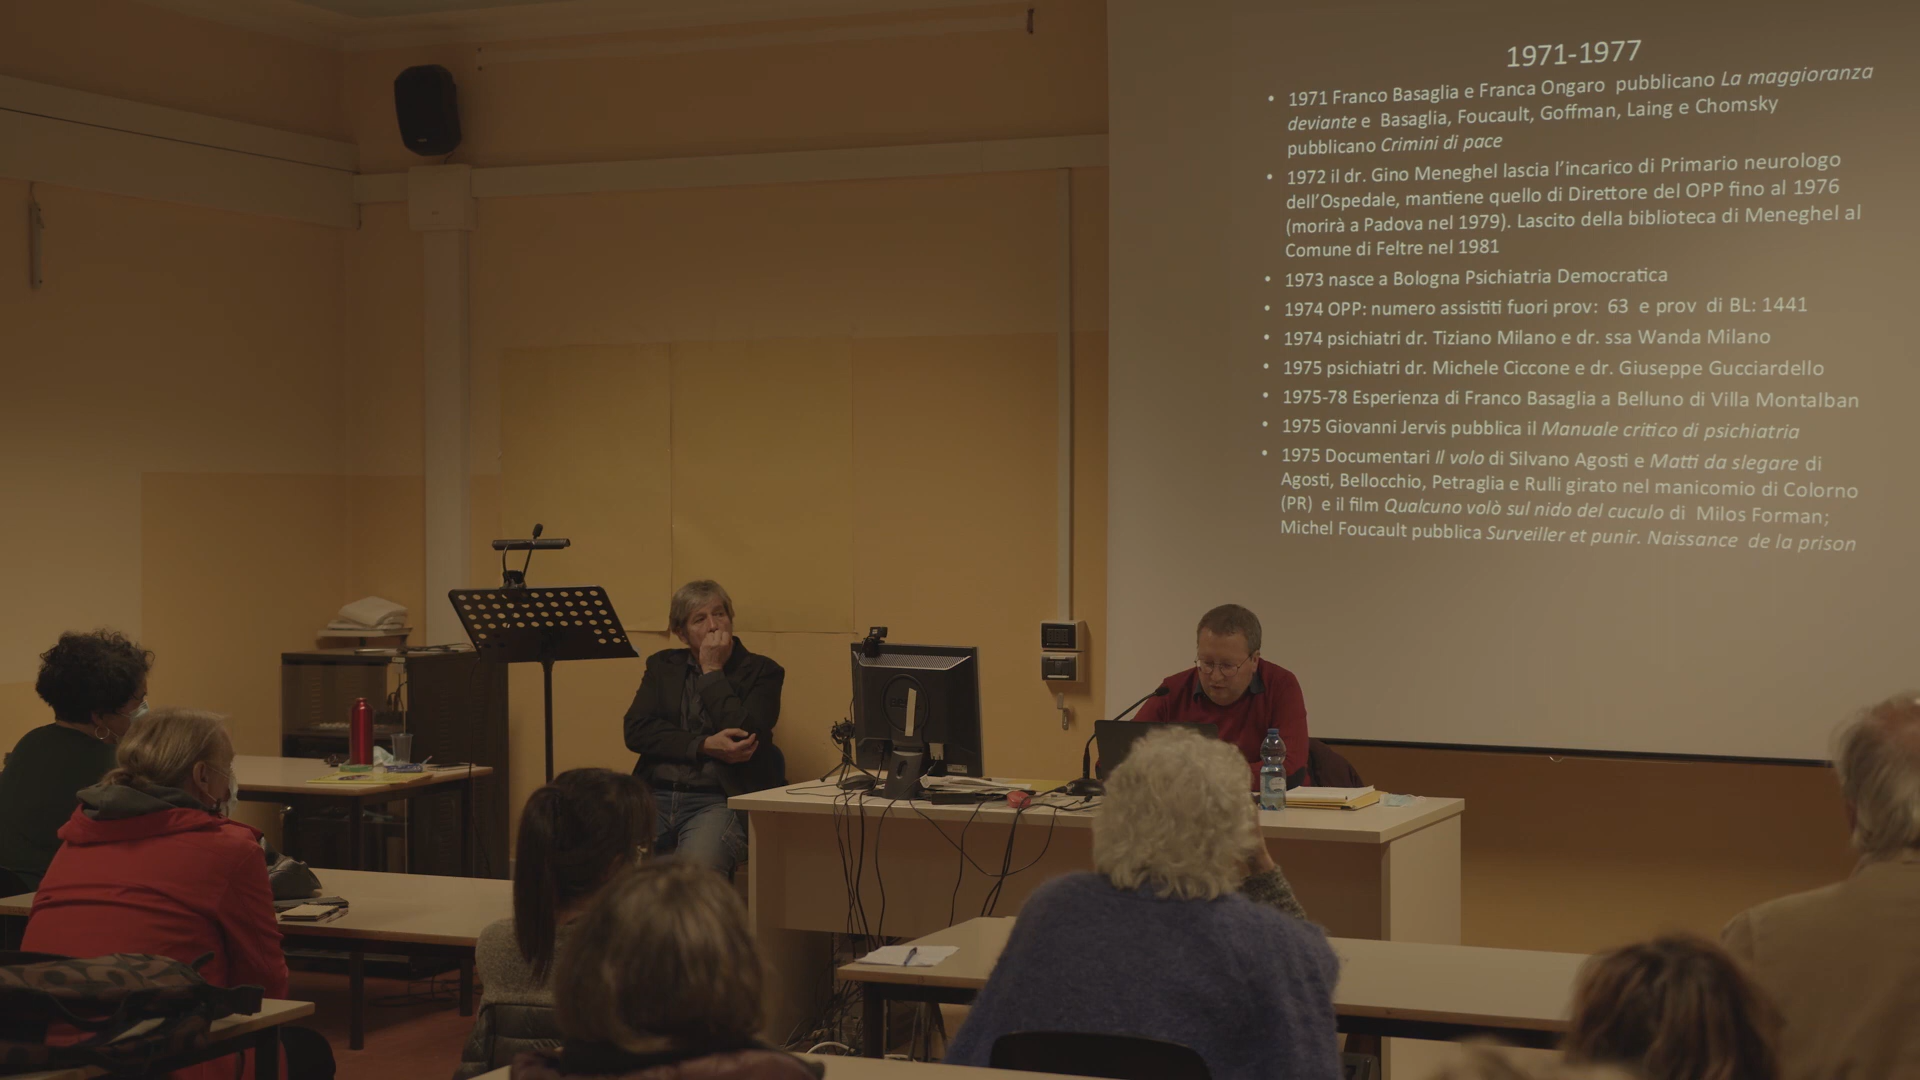 1971-1977
• 1971 Franco Basaglia e Franca Ongaro pubblicano La maggioranza
deviante e Basaglia, Foucault, Goffman, Laing e Chomsky
pubblicano Crimini di pace
• 1972 il dr. Gino Meneghel lascia l'incarico di Primario neurologo
dell'Ospedale, mantiene quello di Direttore del OPP fino al 1976
(morirà a Padova nel 1979). Lascito della biblioteca di Meneghel al
Comune di Feltre nel 1981
• 1973 nasce a Bologna Psichiatria Democratica
• 1974 OPP: numero assistiti fuori prov: 63 e prov di BL: 1441
• 1974 psichiatri dr. Tiziano Milano e dr. ssa Wanda Milano
• 1975 psichiatri dr. Michele Ciccone e dr. Giuseppe Gucciardello
• 1975-78 Esperienza di Franco Basaglia a Belluno di Villa Montalban
• 1975 Giovanni Jervis pubblica il Manuale critico di psichiatria
• 1975 Documentari Il volo di Silvano Agosti e Matti da slegare di
Agosti, Bellocchio, Petraglia e Rulli girato nel manicomio di Colorno
(PR) e il film Qualcuno volò sul nido del cuculo di Milos Forman;
Michel Foucault pubblica Surveiller et punir. Naissance de la prison